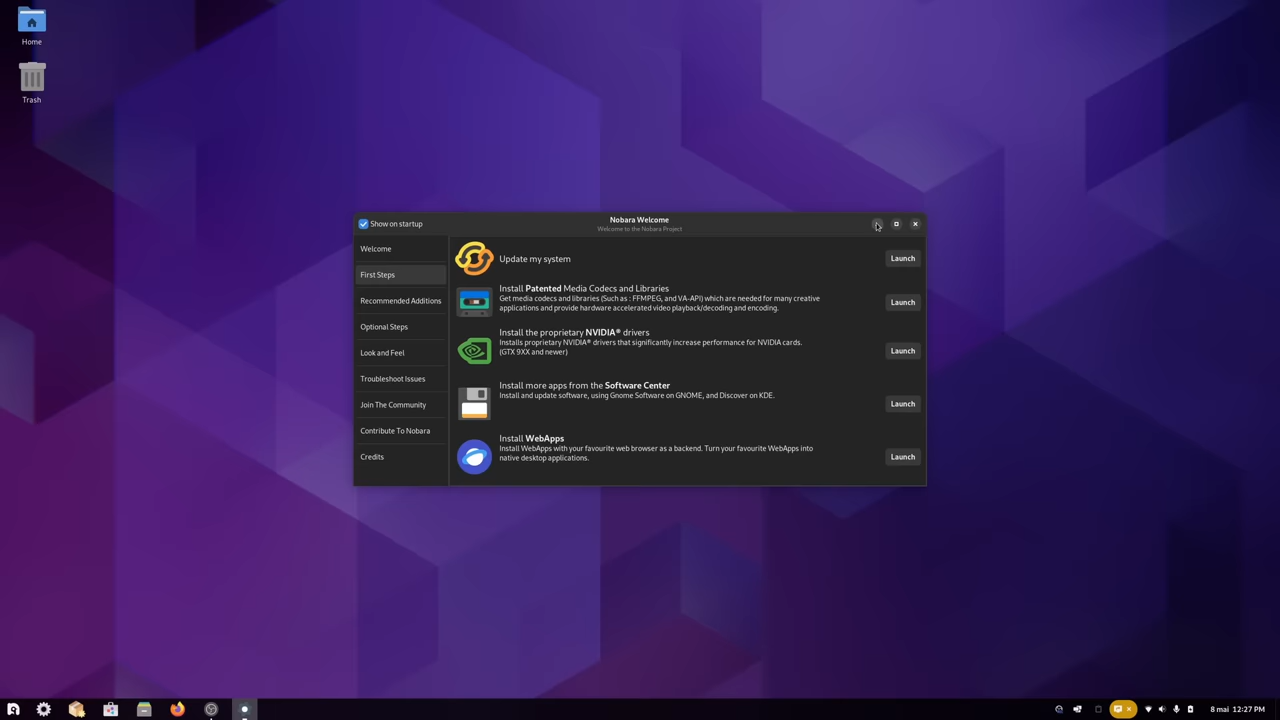 Home
Trash
Show on startup
Nobara Welcome
Welcome to the Nobara Project
Welcome
First Steps
Recommended Additions
Optional Steps
Look and Feel
Troubleshoot Issues
Join The Community
Contribute To Nobara
Credits
Update my system
Launch
Install Patented Media Codecs and Libraries
Get media codecs and libraries (Such as : FFMPEG, and VA-API) which are needed for many creative
applications and provide hardware accelerated video playback/decoding and encoding.
Launch
Install the proprietary NVIDIA® drivers
Installs proprietary NVIDIA® drivers that significantly increase performance for NVIDIA cards.
(GTX 9XX and newer)
Launch
Install more apps from the Software Center
Install and update software, using Gnome Software on GNOME, and Discover on KDE.
Launch
Install WebApps
Install WebApps with your favourite web browser as a backend. Turn your favourite WebApps into
native desktop applications.
Launch
8 mai 12:27 PM